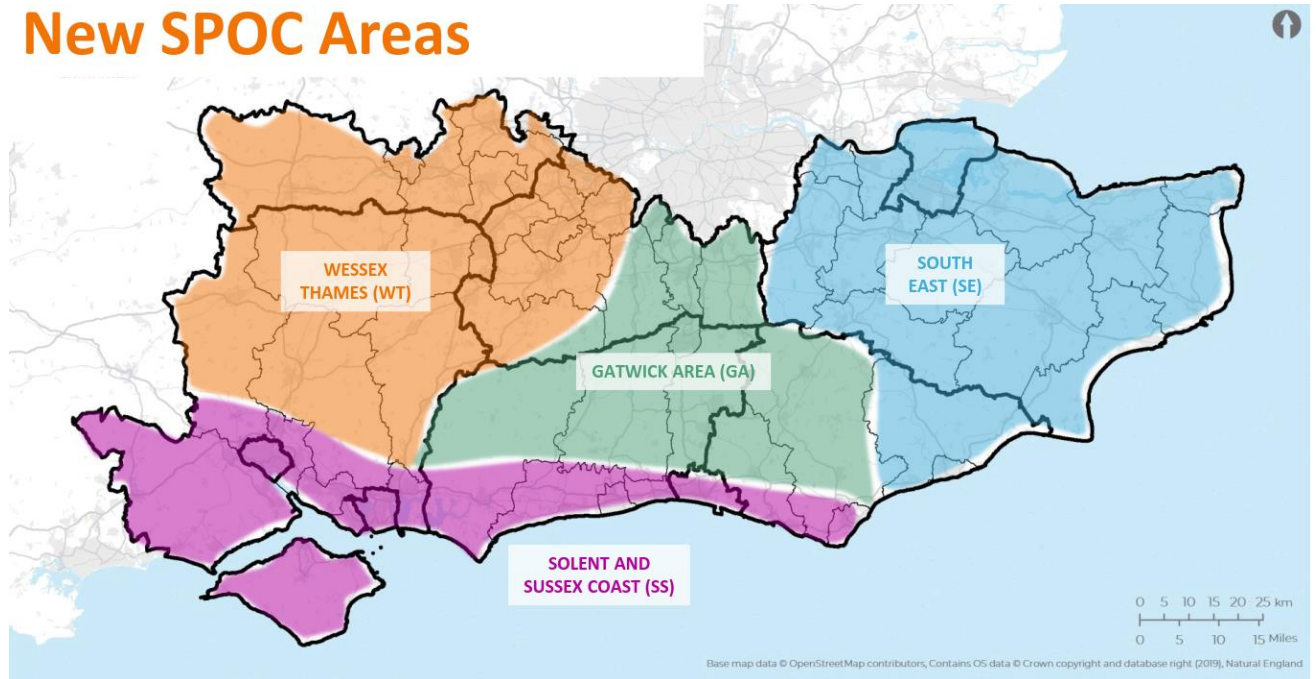 New SPOC Areas
WESSEX
THAMES (WT)
SOUTH
EAST (SE)
GATWICK AREA (GA)
SOLENT AND
SUSSEX COAST (SS)
0 5 10 15 20 25 km
0 5 10 15 Miles
Base map data © OpenStreetMap contributors, Contains OS data © Crown copyright and database right (2019), Natural England